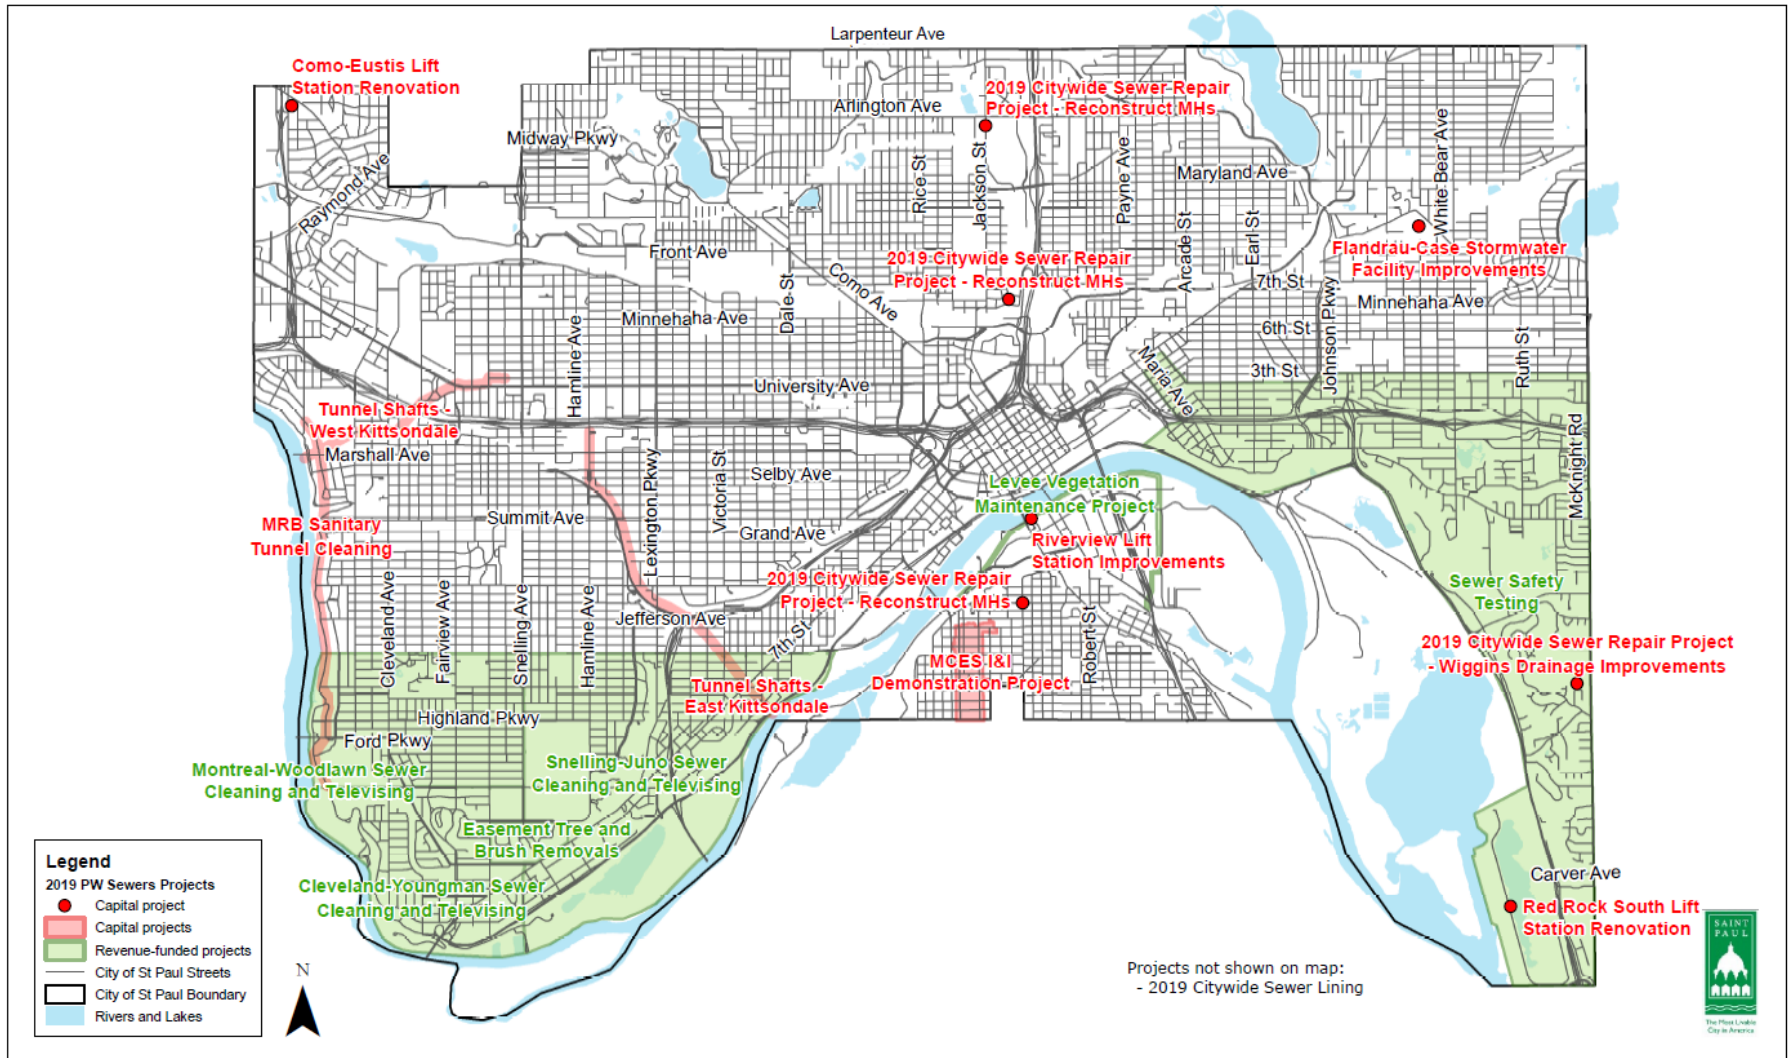 Larpenteur Ave
Como-Eustis Lift
Station Renovation
2019 Citywide Sewer Repair
Project - Reconstruct MHs
Arlington Ave
Midway Pkwy
Raymond Ave
Rice St
Jackson St
Payne Ave
Maryland Ave
White Bear Ave
Arcade St
Earl St
Front Ave
Flandrau-Case Stormwater
Facility Improvements
2019 Citywide Sewer Repair
Project - Reconstruct MHs
Como Ave
Dale St
7th St
Minnehaha Ave
Minnehaha Ave
Hamline Ave
6th St
Johnson Pkwy
Ruth St
Maria Ave
3th St
University Ave
Tunnel Shafts -
West Kittsondale
Marshall Ave
McKnight Rd
Lexington Pkwy
Victoria St
Selby Ave
Levee Vegetation
Maintenance Project
MRB Sanitary
Tunnel Cleaning
Summit Ave
Grand Ave
Riverview Lift
Station Improvements
2019 Citywide Sewer Repair
Project - Reconstruct MHs
Sewer Safety
Testing
Cleveland Ave
Fairview Ave
Snelling Ave
Hamline Ave
Jefferson Ave
7th St
Robert St
2019 Citywide Sewer Repair Project
- Wiggins Drainage Improvements
MCES I&I
Demonstration Project
Tunnel Shafts -
East Kittsondale
Highland Pkwy
Ford Pkwy
Montreal-Woodlawn Sewer
Cleaning and Televising
Snelling-Juno Sewer
Cleaning and Televising
Easement Tree and
Brush Removals
Cleveland-Youngman Sewer
Cleaning and Televising
Carver Ave
Red Rock South Lift
Station Renovation
Legend
2019 PW Sewers Projects
Capital project
Capital projects
Revenue-funded projects
City of St Paul Streets
City of St Paul Boundary
Rivers and Lakes
N
Projects not shown on map:
- 2019 Citywide Sewer Lining
SAINT
PAUL
The Most Livable
City in America